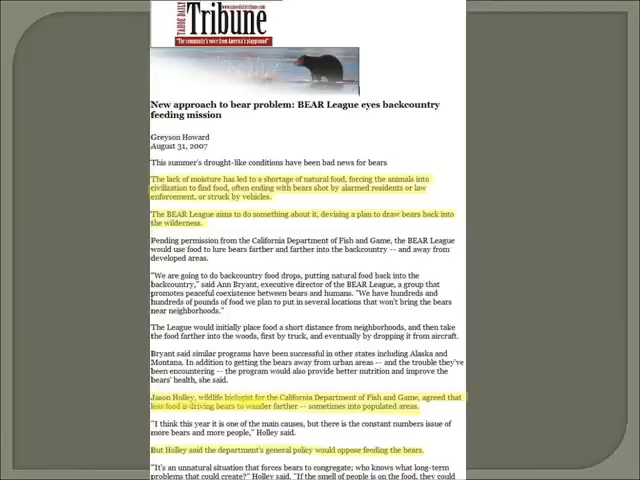 TAHOE DAILY
www.tahoedailytribune.com
Tribune
"The community's voice from America's playground"
New approach to bear problem: BEAR League eyes backcountry
feeding mission
Greyson Howard
August 31, 2007
This summer's drought-like conditions have been bad news for bears
The lack of moisture has led to a shortage of natural food, forcing the animals into
civilization to find food, often ending with bears shot by alarmed residents or law
enforcement, or struck by vehicles.
The BEAR League aims to do something about it, devising a plan to draw bears back into
the wilderness.
Pending permission from the California Department of Fish and Game, the BEAR League
would use food to lure bears farther and farther into the backcountry -- and away from
developed areas.
"We are going to do backcountry food drops, putting natural food back into the
backcountry," said Ann Bryant, executive director of the BEAR League, a group that
promotes peaceful coexistence between bears and humans. "We have hundreds and
hundreds of pounds of food we plan to put in several locations that won't bring the bears
near neighborhoods."
The League would initially place food a short distance from neighborhoods, and then take
the food farther into the woods, first by truck, and eventually by dropping it from aircraft.
Bryant said similar programs have been successful in other states including Alaska and
Montana. In addition to getting the bears away from urban areas -- and the trouble they've
been encountering -- the program would also provide better nutrition and improve the
bears' health, she said.
Jason Holley, wildlife biologist for the California Department of Fish and Game, agreed that
less food is driving bears to wander farther -- sometimes into populated areas.
"I think this year it is one of the main causes, but there is the constant numbers issue of
more bears and more people," Holley said.
But Holley said the department's general policy would oppose feeding the bears.
"It's an unnatural situation that forces bears to congregate; who knows what long-term
problems that could create?" Holley said. "If the smell of people is on the food, they could